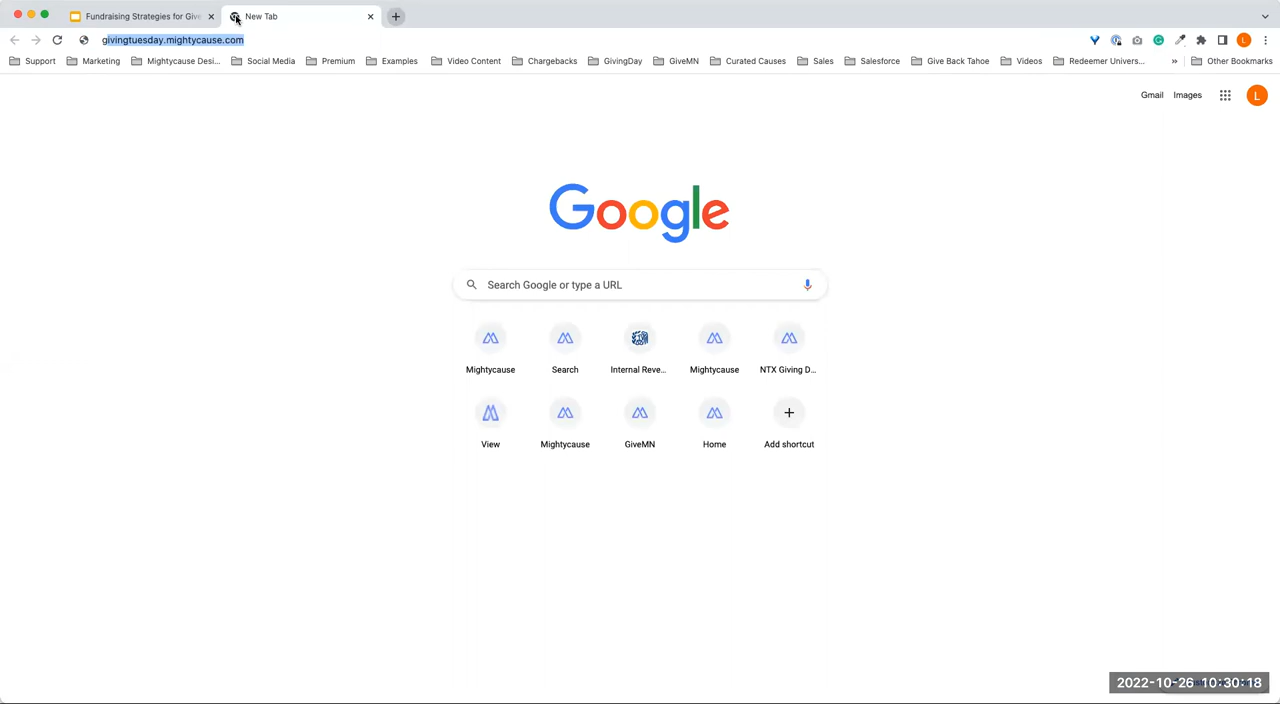 Fundraising Strategies for Give
New Tab
givingtuesday.mightycause.com
Support Marketing Mightycause Desi... Social Media Premium Examples Video Content Chargebacks GivingDay GiveMN Curated Causes Sales Salesforce Give Back Tahoe Videos Redeemer Univers... » Other Bookmarks
Gmail Images L
Google
Search Google or type a URL
Mightycause Search Internal Reve... Mightycause NTX Giving D...
View Mightycause GiveMN Home Add shortcut
2022-10-26 10:30:18